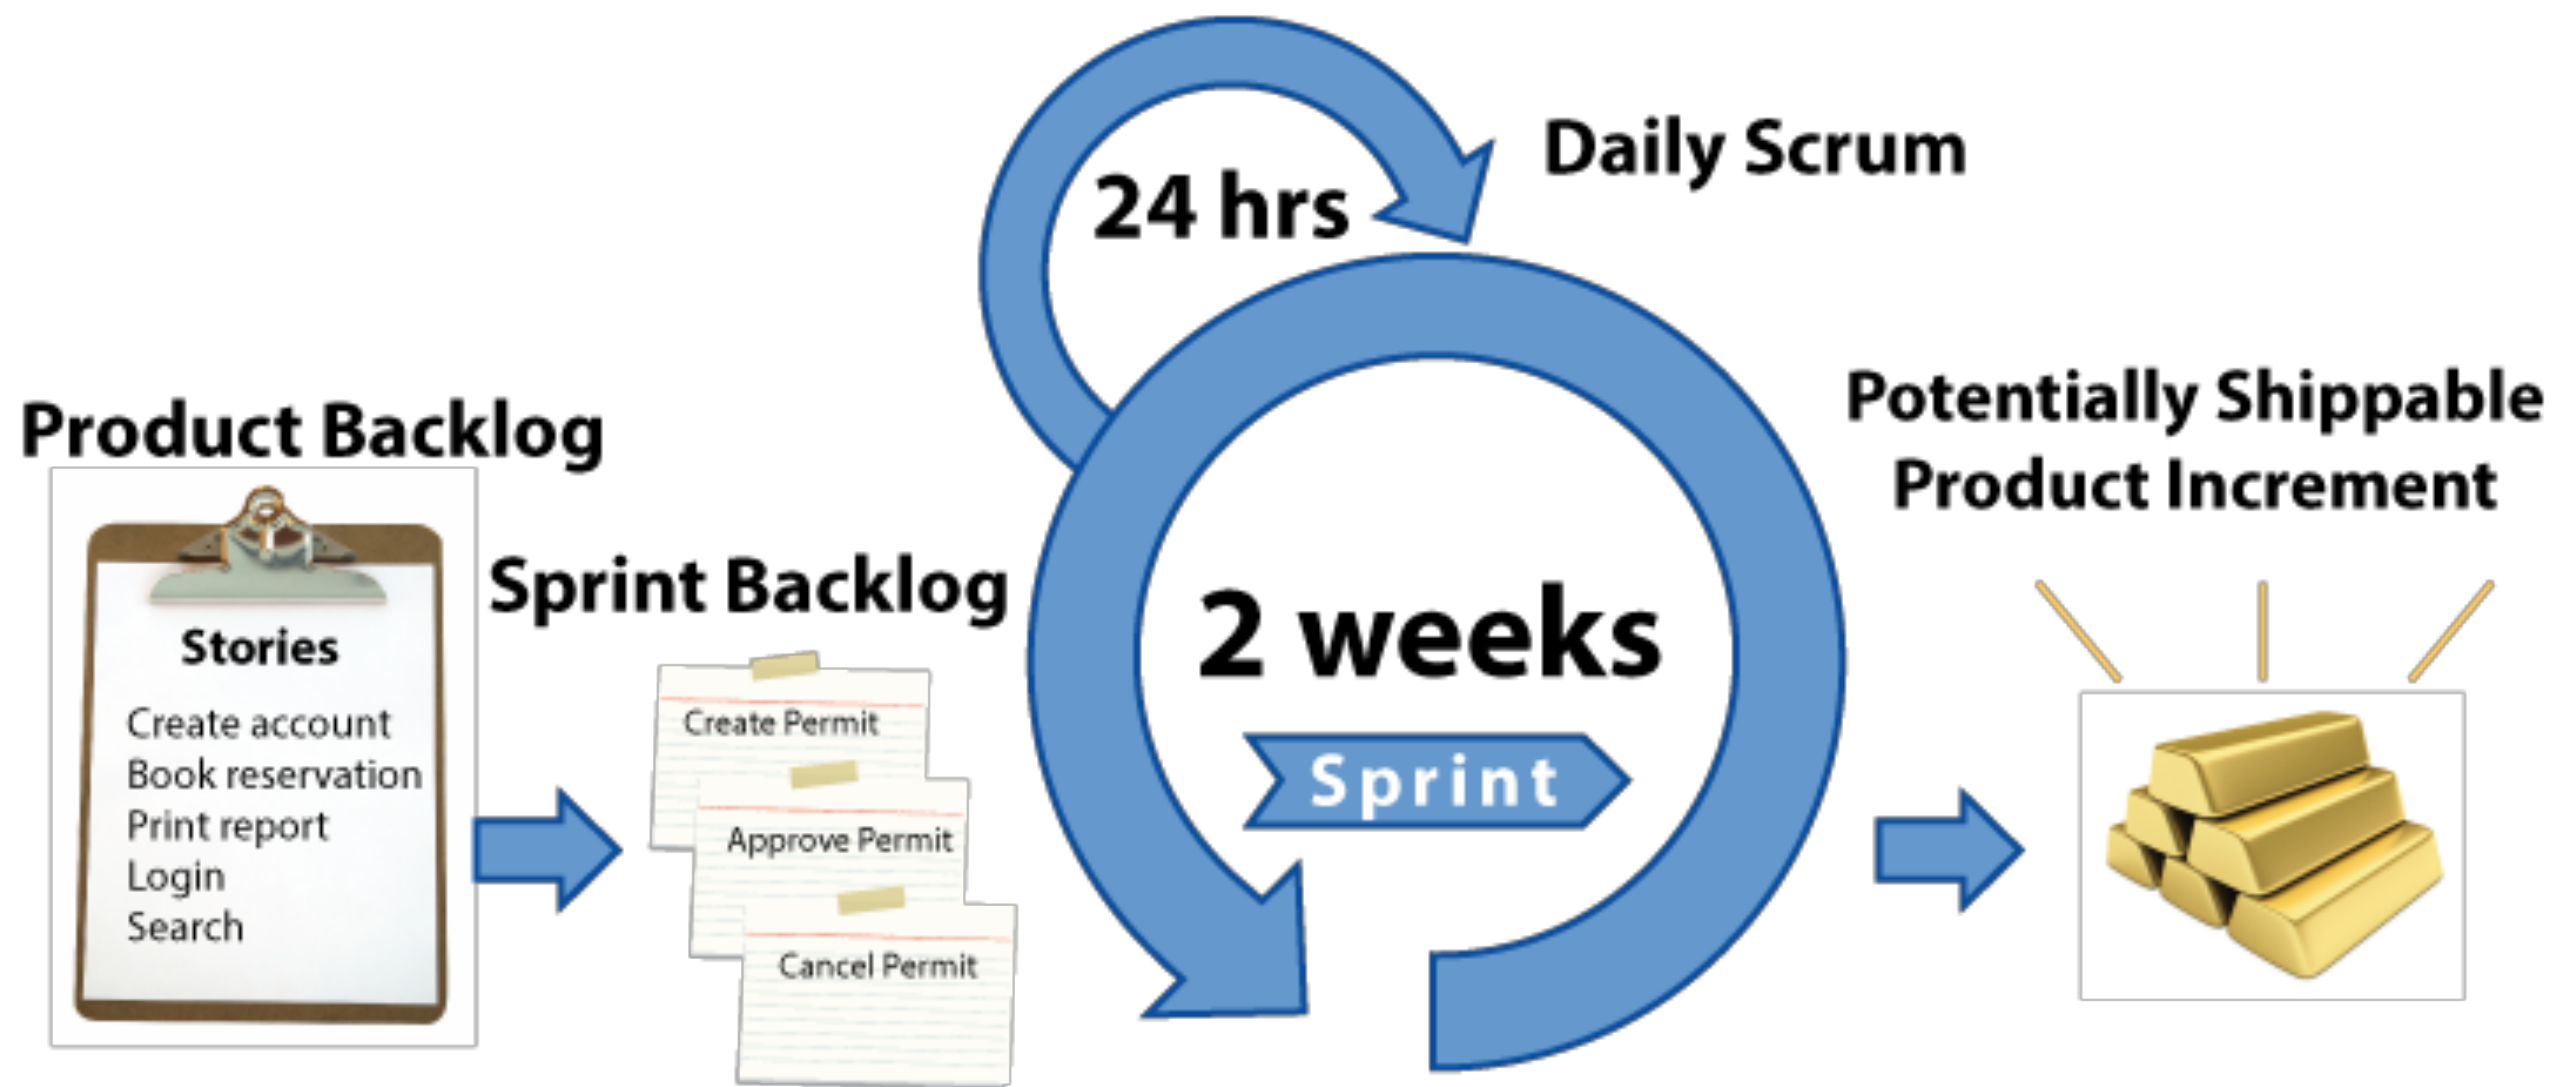 Product Backlog
Stories
Create account
Book reservation
Print report
Login
Search
Sprint Backlog
Create Permit
Approve Permit
Cancel Permit
24 hrs
Daily Scrum
2 weeks
Sprint
Potentially Shippable
Product Increment